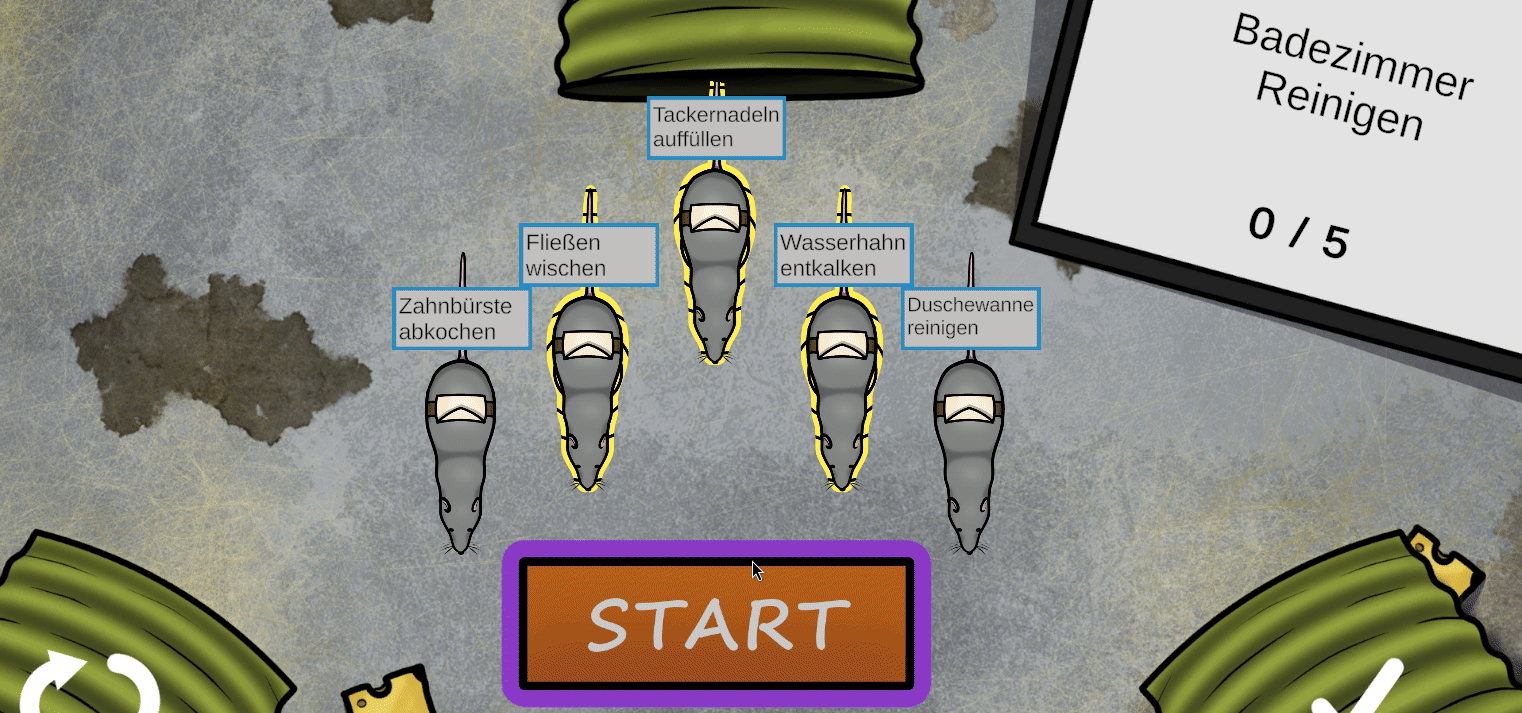 Badezimmer
Reinigen
0 / 5
Tackernadeln
auffüllen
Fließen
wischen
Wasserhahn
entkalken
Zahnbürste
abkochen
Duschewanne
reinigen
START